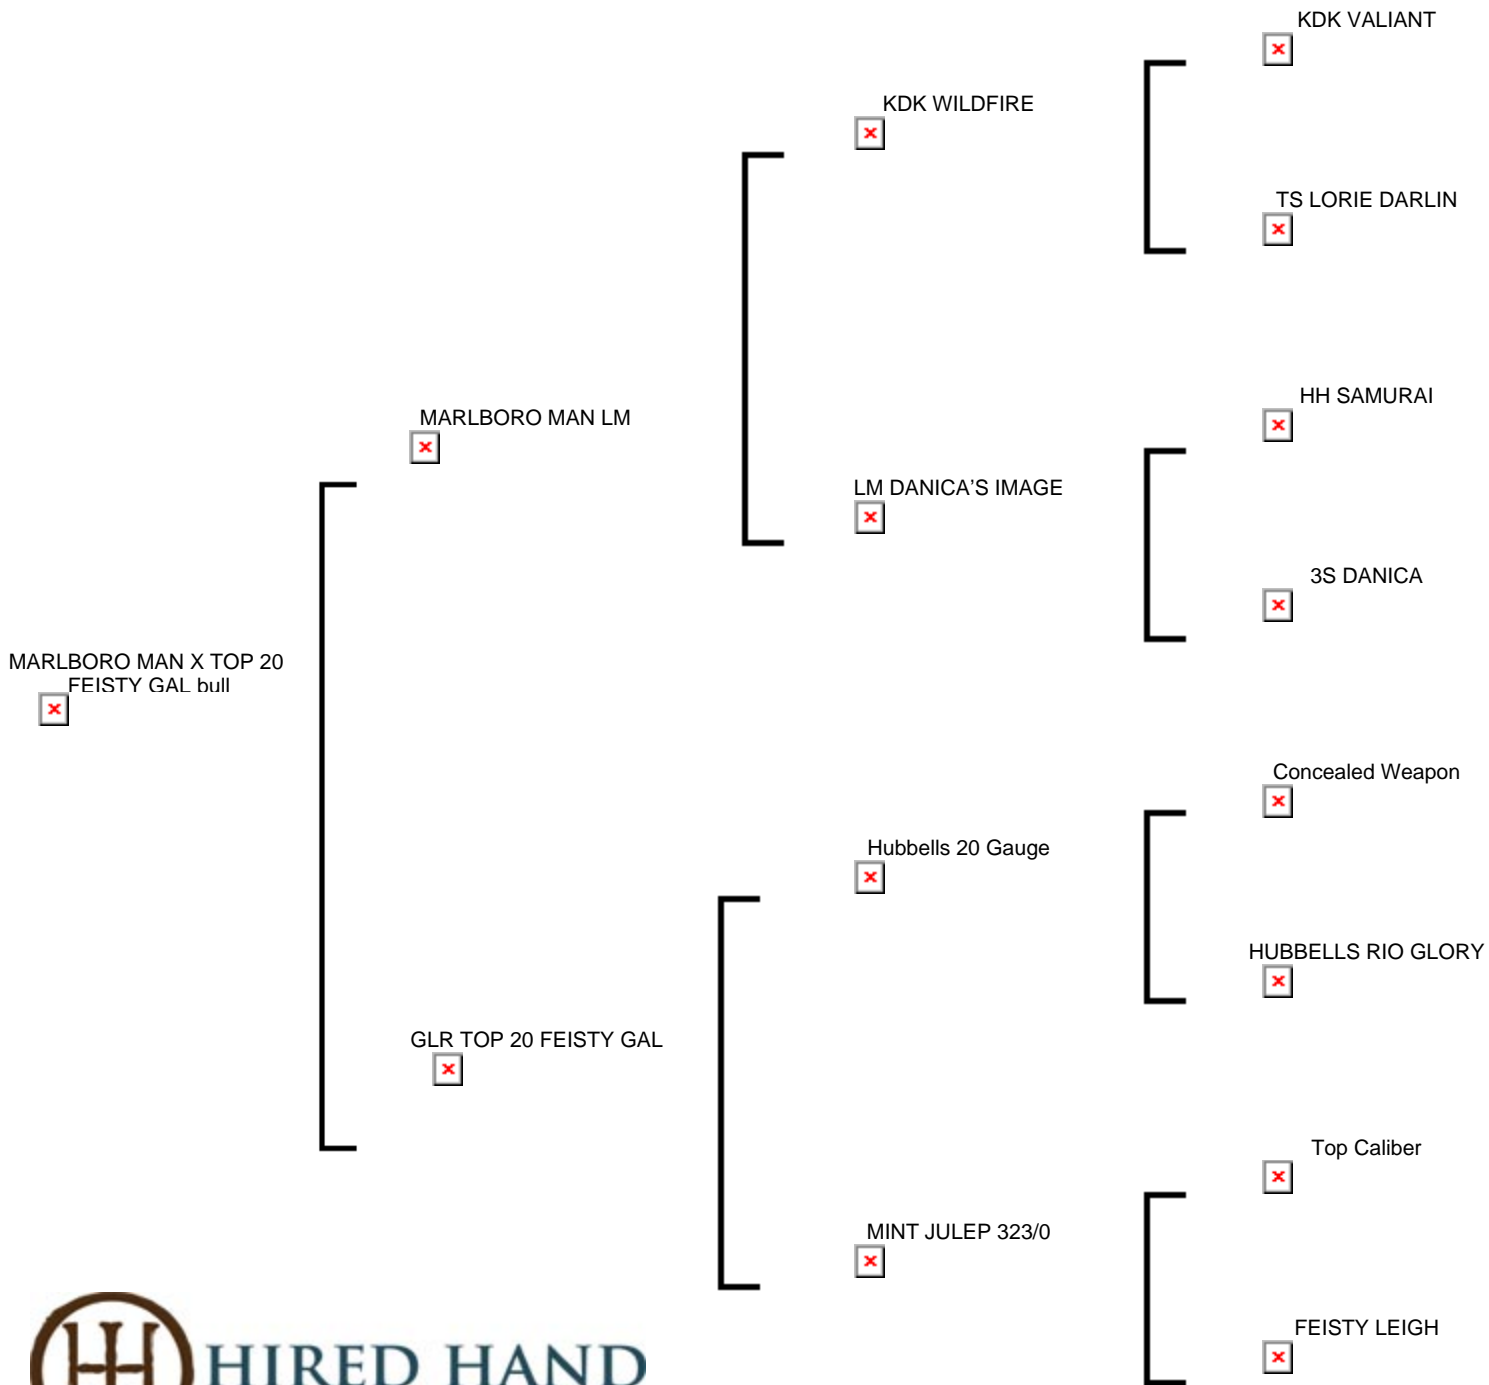 KDK VALIANT
KDK WILDFIRE
TS LORIE DARLIN
HH SAMURAI
MARLBORO MAN LM
LM DANICA'S IMAGE
3S DANICA
MARLBORO MAN X TOP 20
FEISTY GAL bull
Concealed Weapon
Hubbells 20 Gauge
HUBBELLS RIO GLORY
GLR TOP 20 FEISTY GAL
Top Caliber
MINT JULEP 323/0
FEISTY LEIGH
HIRED HAND